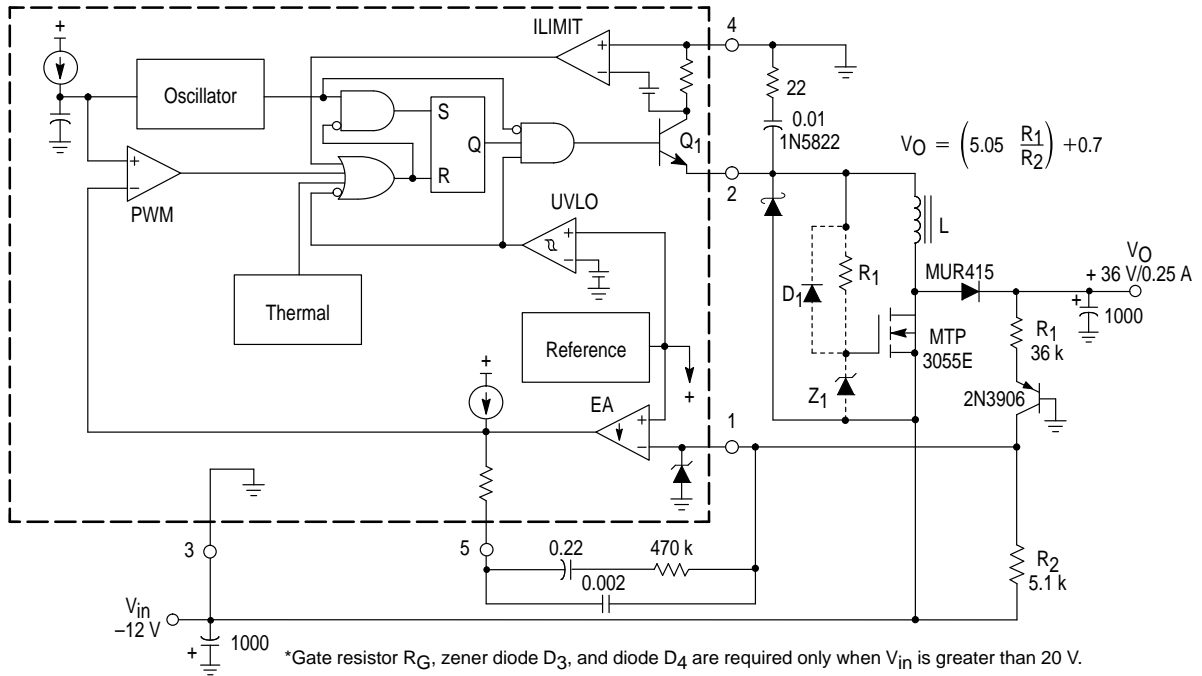 ILIMIT
4
+
–
+
Oscillator
22
0.01
1N5822
S
Q
R
Q1
VO = (5.05 R1/R2) +0.7
+
–
PWM
2
UVLO
+
–
L
Thermal
D1
R1
MUR415
VO
+ 36 V/0.25 A
+
1000
Reference
MTP
3055E
R1
36 k
Z1
2N3906
+
+
EA
+
–
1
3
5
0.22
470 k
0.002
R2
5.1 k
Vin
–12 V
+
1000
*Gate resistor RG, zener diode D3, and diode D4 are required only when Vin is greater than 20 V.